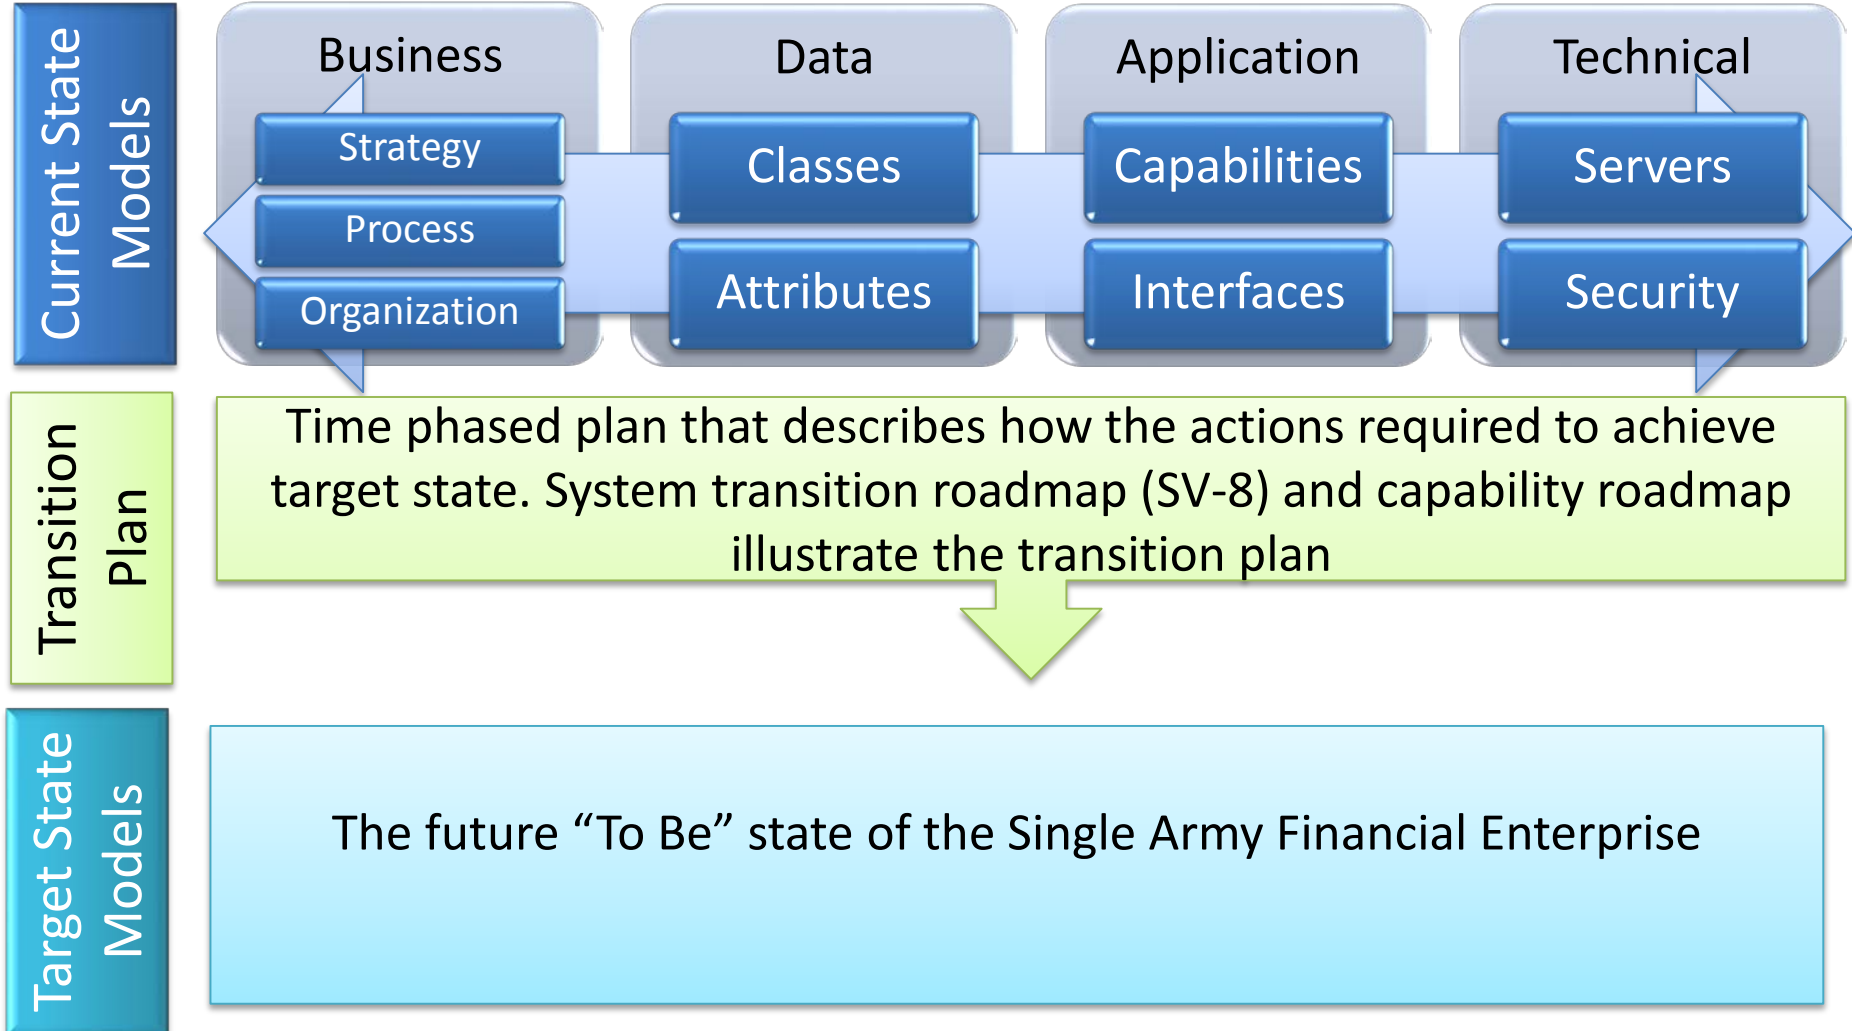 Current State
Models
Business
Strategy
Process
Organization
Data
Classes
Attributes
Application
Capabilities
Interfaces
Technical
Servers
Security
Transition
Plan
Time phased plan that describes how the actions required to achieve
target state. System transition roadmap (SV-8) and capability roadmap
illustrate the transition plan
Target State
Models
The future “To Be” state of the Single Army Financial Enterprise